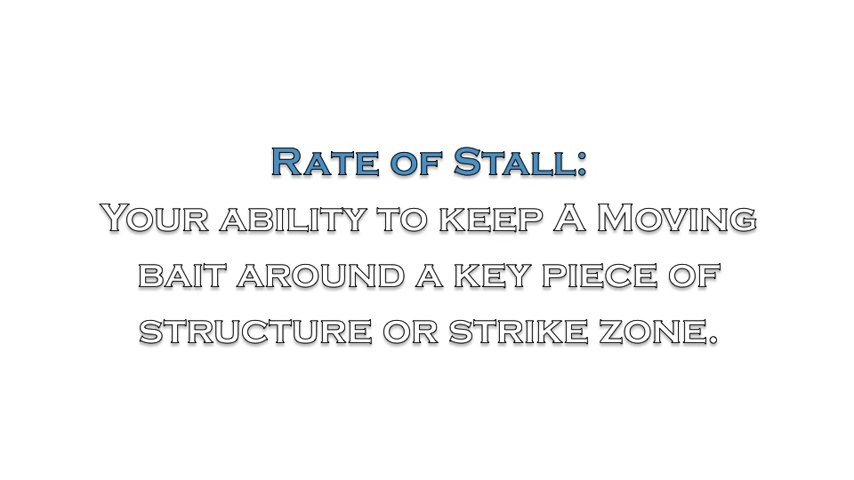 Rate of Stall:
Your ability to keep A Moving
bait around a key piece of
structure or strike zone.